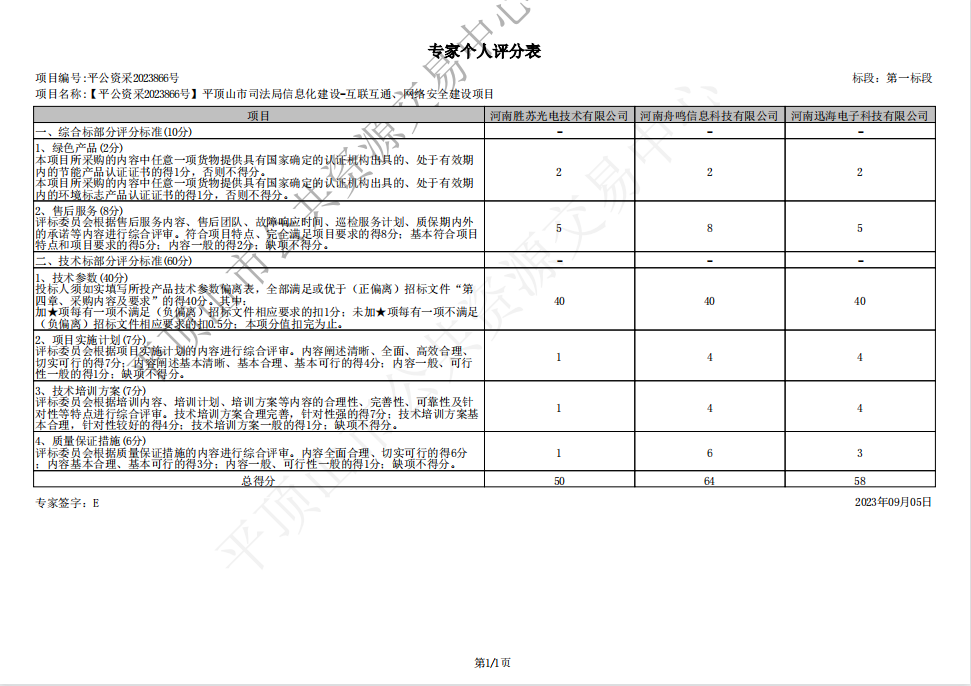 专家个人评分表
项目编号:平公资采2023866号
标段：第一标段
项目名称:【平公资采2023866号】平顶山市司法局信息化建设-互联互通、网络安全建设项目
项目 河南胜苏光电技术有限公司 河南舟鸣信息科技有限公司 河南迅海电子科技有限公司
一、综合标部分评分标准(10分) - - -
1、绿色产品(2分)
本项目所采购的内容中任意一项货物提供具有国家确定的认证机构出具的、处于有效期
内的节能产品认证证书的得1分，否则不得分。
本项目所采购的内容中任意一项货物提供具有国家确定的认证机构出具的、处于有效期
内的环境标志产品认证证书的得1分，否则不得分。
2 2 2
2、售后服务(8分)
评标委员会根据售后服务内容、售后团队、故障响应时间、巡检服务计划、质保期内外
的承诺等内容进行综合评审。符合项目特点、完全满足项目要求的得8分；基本符合项目
特点和项目要求的得5分；内容一般的得2分；缺项不得分。
5 8 5
二、技术标部分评分标准(60分) - - -
1、技术参数(40分)
投标人须如实填写所投产品技术参数偏离表，全部满足或优于（正偏离）招标文件“第
四章、采购内容及要求”的得40分。其中：
加★项每有一项不满足（负偏离）招标文件相应要求的扣1分；未加★项每有一项不满足
（负偏离）招标文件相应要求的扣0.5分；本项分值扣完为止。
40 40 40
2、项目实施计划(7分)
评标委员会根据项目实施计划的内容进行综合评审。内容阐述清晰、全面、高效合理、
切实可行的得7分；内容阐述基本清晰、基本合理、基本可行的得4分；内容一般、可行
性一般的得1分；缺项不得分。
1 4 4
3、技术培训方案(7分)
评标委员会根据培训内容、培训计划、培训方案等内容的合理性、完善性、可靠性及针
对性等特点进行综合评审。技术培训方案合理完善，针对性强的得7分；技术培训方案基
本合理，针对性较好的得4分；技术培训方案一般的得1分；缺项不得分。
1 4 4
4、质量保证措施(6分)
评标委员会根据质量保证措施的内容进行综合评审。内容全面合理、切实可行的得6分
；内容基本合理、基本可行的得3分；内容一般、可行性一般的得1分；缺项不得分。
1 6 3
总得分 50 64 58
专家签字：E
2023年09月05日
平顶山市公共资源交易中心
平顶山市公共资源交易中心
第1/1页